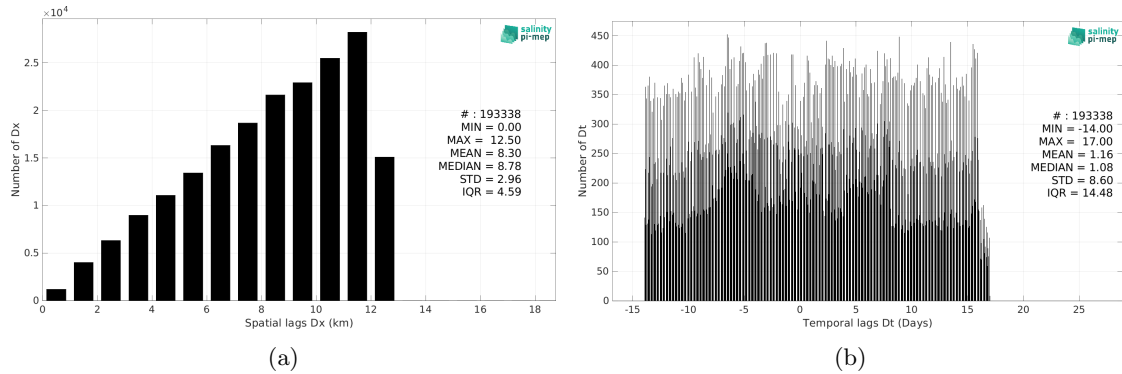 ×10⁴
2.5
2
1.5
1
0.5
0
Number of Dx
0 2 4 6 8 10 12 14 16 18
Spatial lags Dx (km)
salinity
pi-mep
# : 193338
MIN = 0.00
MAX = 12.50
MEAN = 8.30
MEDIAN = 8.78
STD = 2.96
IQR = 4.59
(a)
450
400
350
300
250
200
150
100
50
0
Number of Dt
-15 -10 -5 0 5 10 15 20 25
Temporal lags Dt (Days)
salinity
pi-mep
# : 193338
MIN = -14.00
MAX = 17.00
MEAN = 1.16
MEDIAN = 1.08
STD = 8.60
IQR = 14.48
(b)